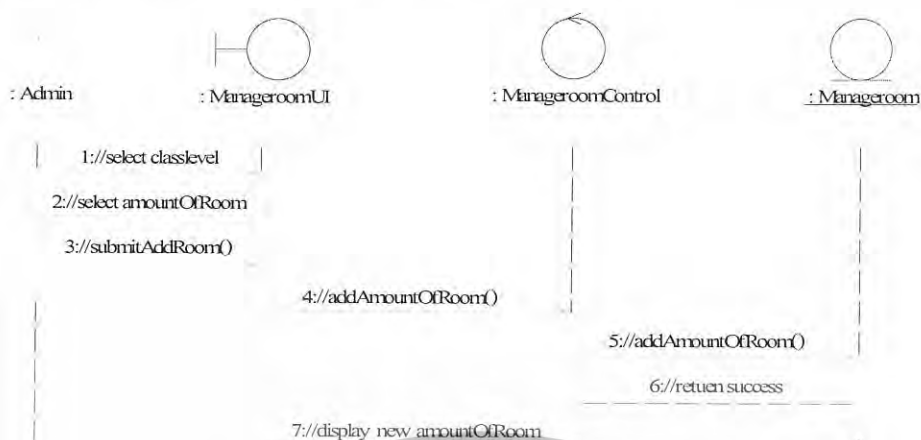 : Admin
: ManageroomUI
: ManageroomControl
: Manageroom
1://select classlevel
2://select amountOfRoom
3://submitAddRoom()
4://addAmountOfRoom()
5://addAmountOfRoom()
6://retuen success
7://display new amountOfRoom